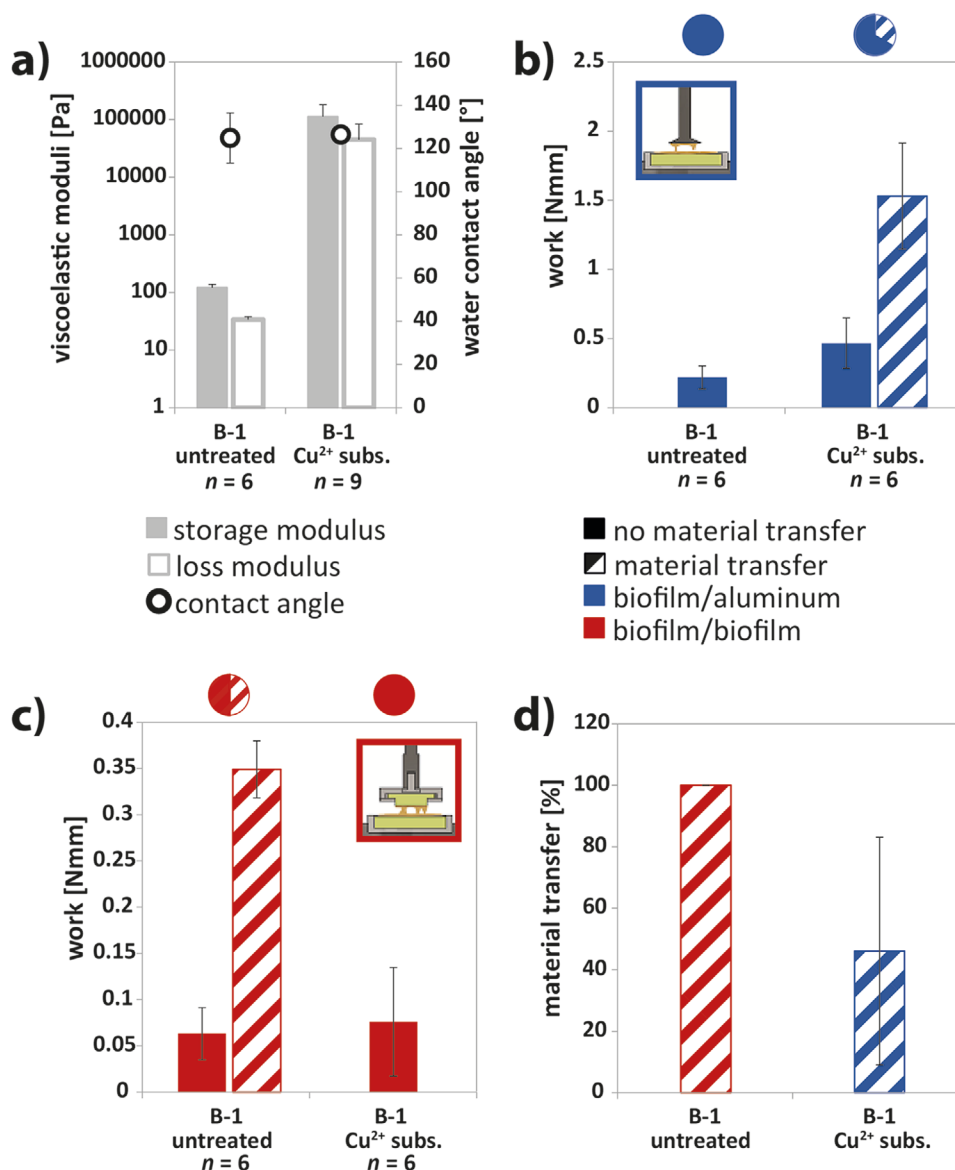 a)
1000000
100000
10000
1000
100
10
1
viscoelastic moduli [Pa]
160
140
120
100
80
60
40
20
0
water contact angle [°]
B-1
untreated
n = 6
B-1
Cu²⁺ subs.
n = 9
storage modulus
loss modulus
contact angle
b)
2.5
2
1.5
1
0.5
0
work [Nmm]
B-1
untreated
n = 6
B-1
Cu²⁺ subs.
n = 6
no material transfer
material transfer
biofilm/aluminum
biofilm/biofilm
c)
0.4
0.35
0.3
0.25
0.2
0.15
0.1
0.05
0
work [Nmm]
B-1
untreated
n = 6
B-1
Cu²⁺ subs.
n = 6
d)
120
100
80
60
40
20
0
material transfer [%]
B-1
untreated
B-1
Cu²⁺ subs.